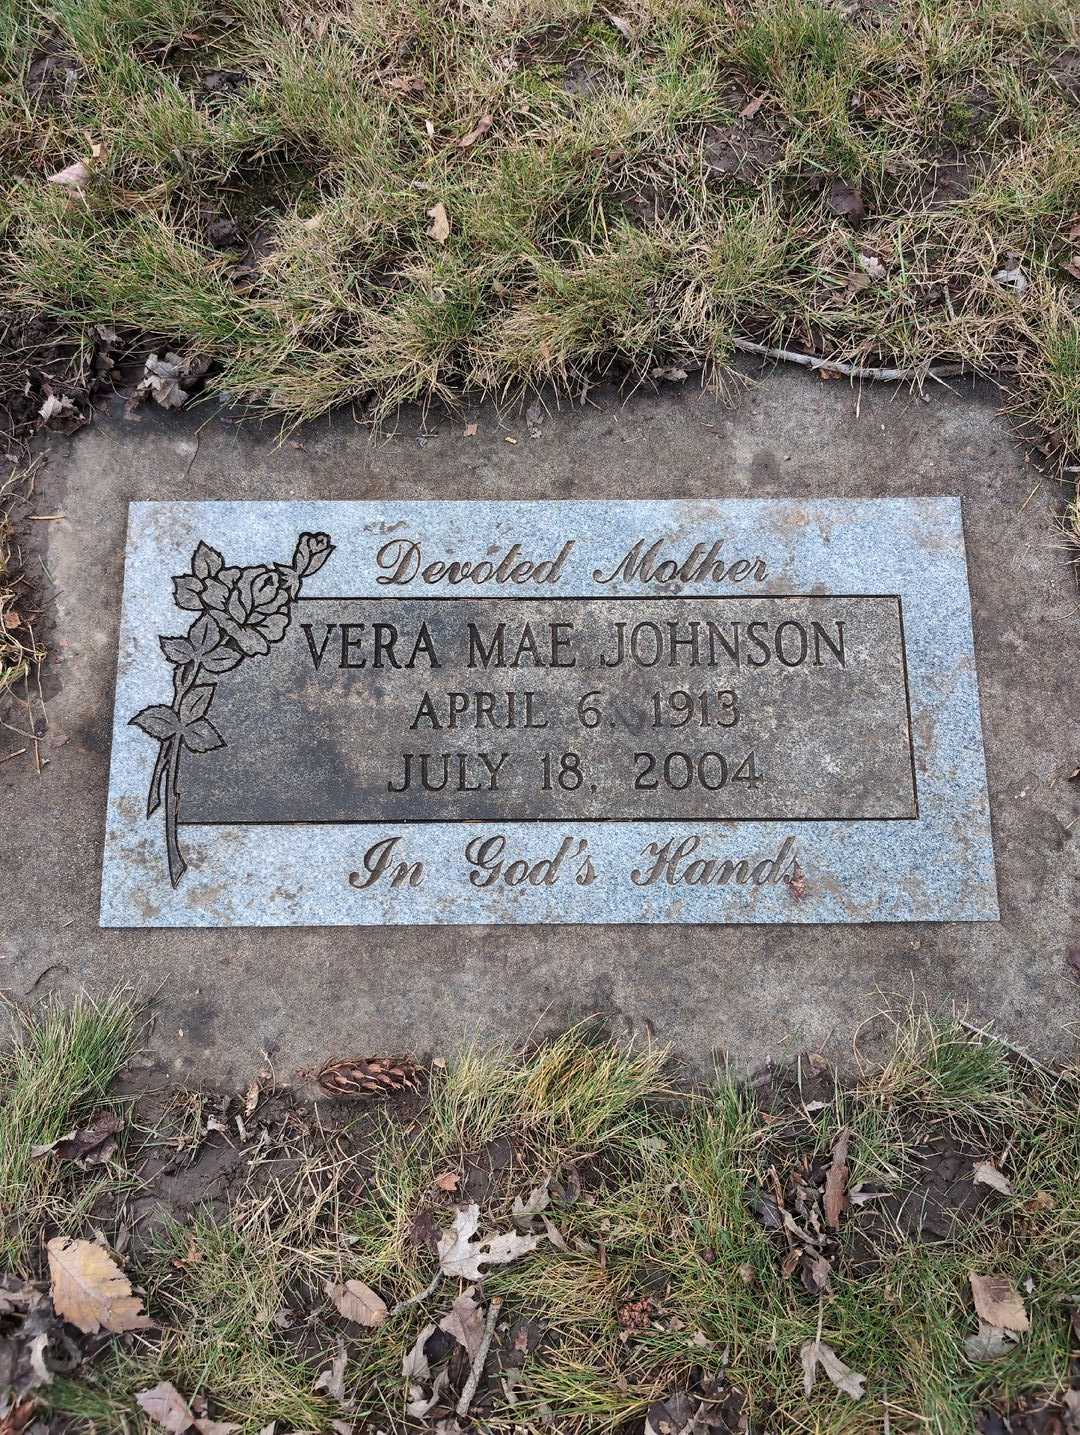 Devoted Mother
VERA MAE JOHNSON
APRIL 6, 1913
JULY 18, 2004
In God's Hands